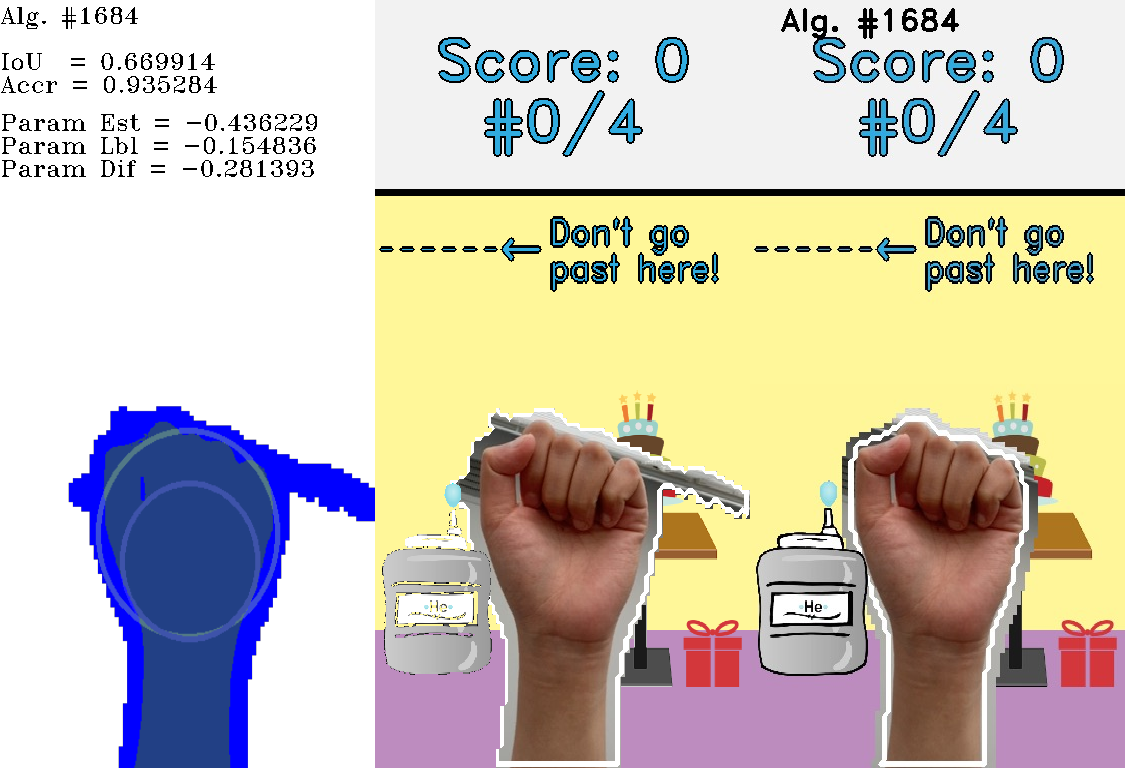 Alg. #1684
IoU = 0.669914
Accr = 0.935284
Param Est = -0.436229
Param Lbl = -0.154836
Param Dif = -0.281393
Score: 0
#0/4
Don't go
past here!
He
Alg. #1684
Score: 0
#0/4
Don't go
past here!
He